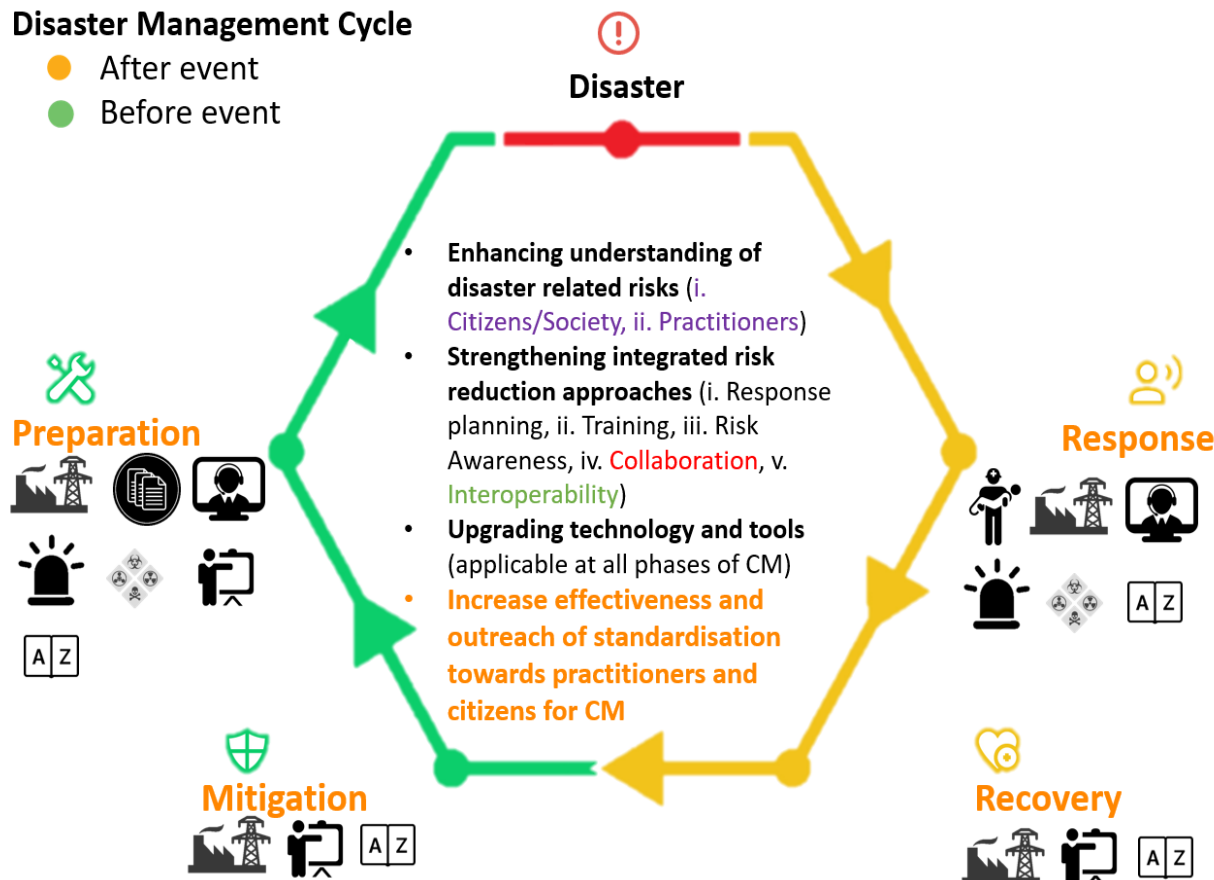 Disaster Management Cycle
After event
Before event
Disaster
• Enhancing understanding of
disaster related risks (i.
Citizens/Society, ii. Practitioners)
• Strengthening integrated risk
reduction approaches (i. Response
planning, ii. Training, iii. Risk
Awareness, iv. Collaboration, v.
Interoperability)
• Upgrading technology and tools
(applicable at all phases of CM)
• Increase effectiveness and
outreach of standardisation
towards practitioners and
citizens for CM
Preparation
A Z
Response
A Z
Mitigation
A Z
Recovery
A Z